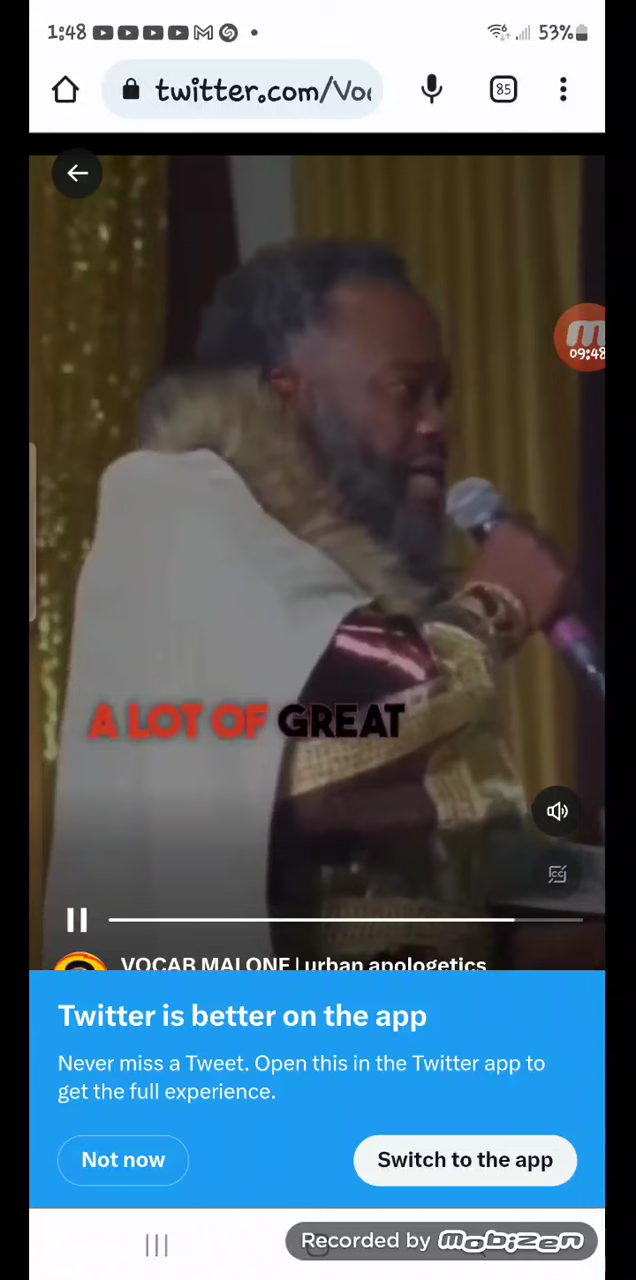 1:48
53%
twitter.com/Vo
85
09:48
A LOT OF GREAT
CC
VOCAB MALONE | urban apologetics
Twitter is better on the app
Never miss a Tweet. Open this in the Twitter app to
get the full experience.
Not now
Switch to the app
Recorded by mobizen